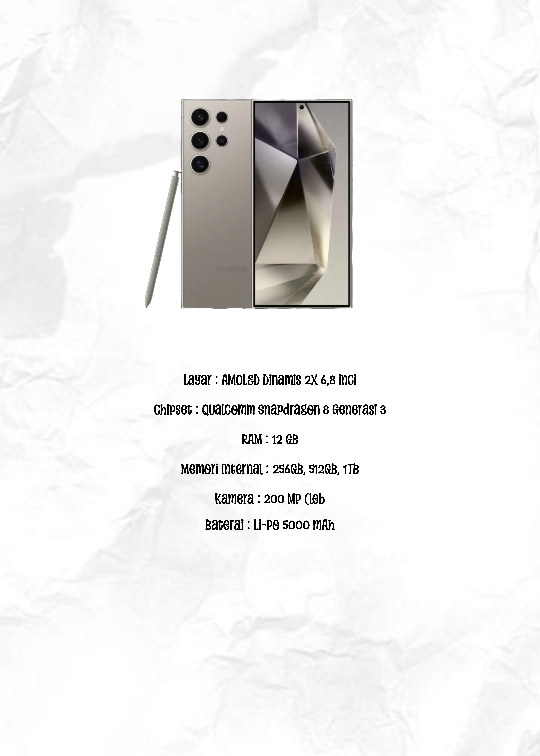 SAMSUNG
Layar : AMOLED Dinamis 2X 6,8 inci
Chipset : Qualcomm Snapdragon 8 Generasi 3
RAM : 12 GB
Memori Internal : 256GB, 512GB, 1TB
Kamera : 200 MP (leb
Baterai : Li-Po 5000 mAh